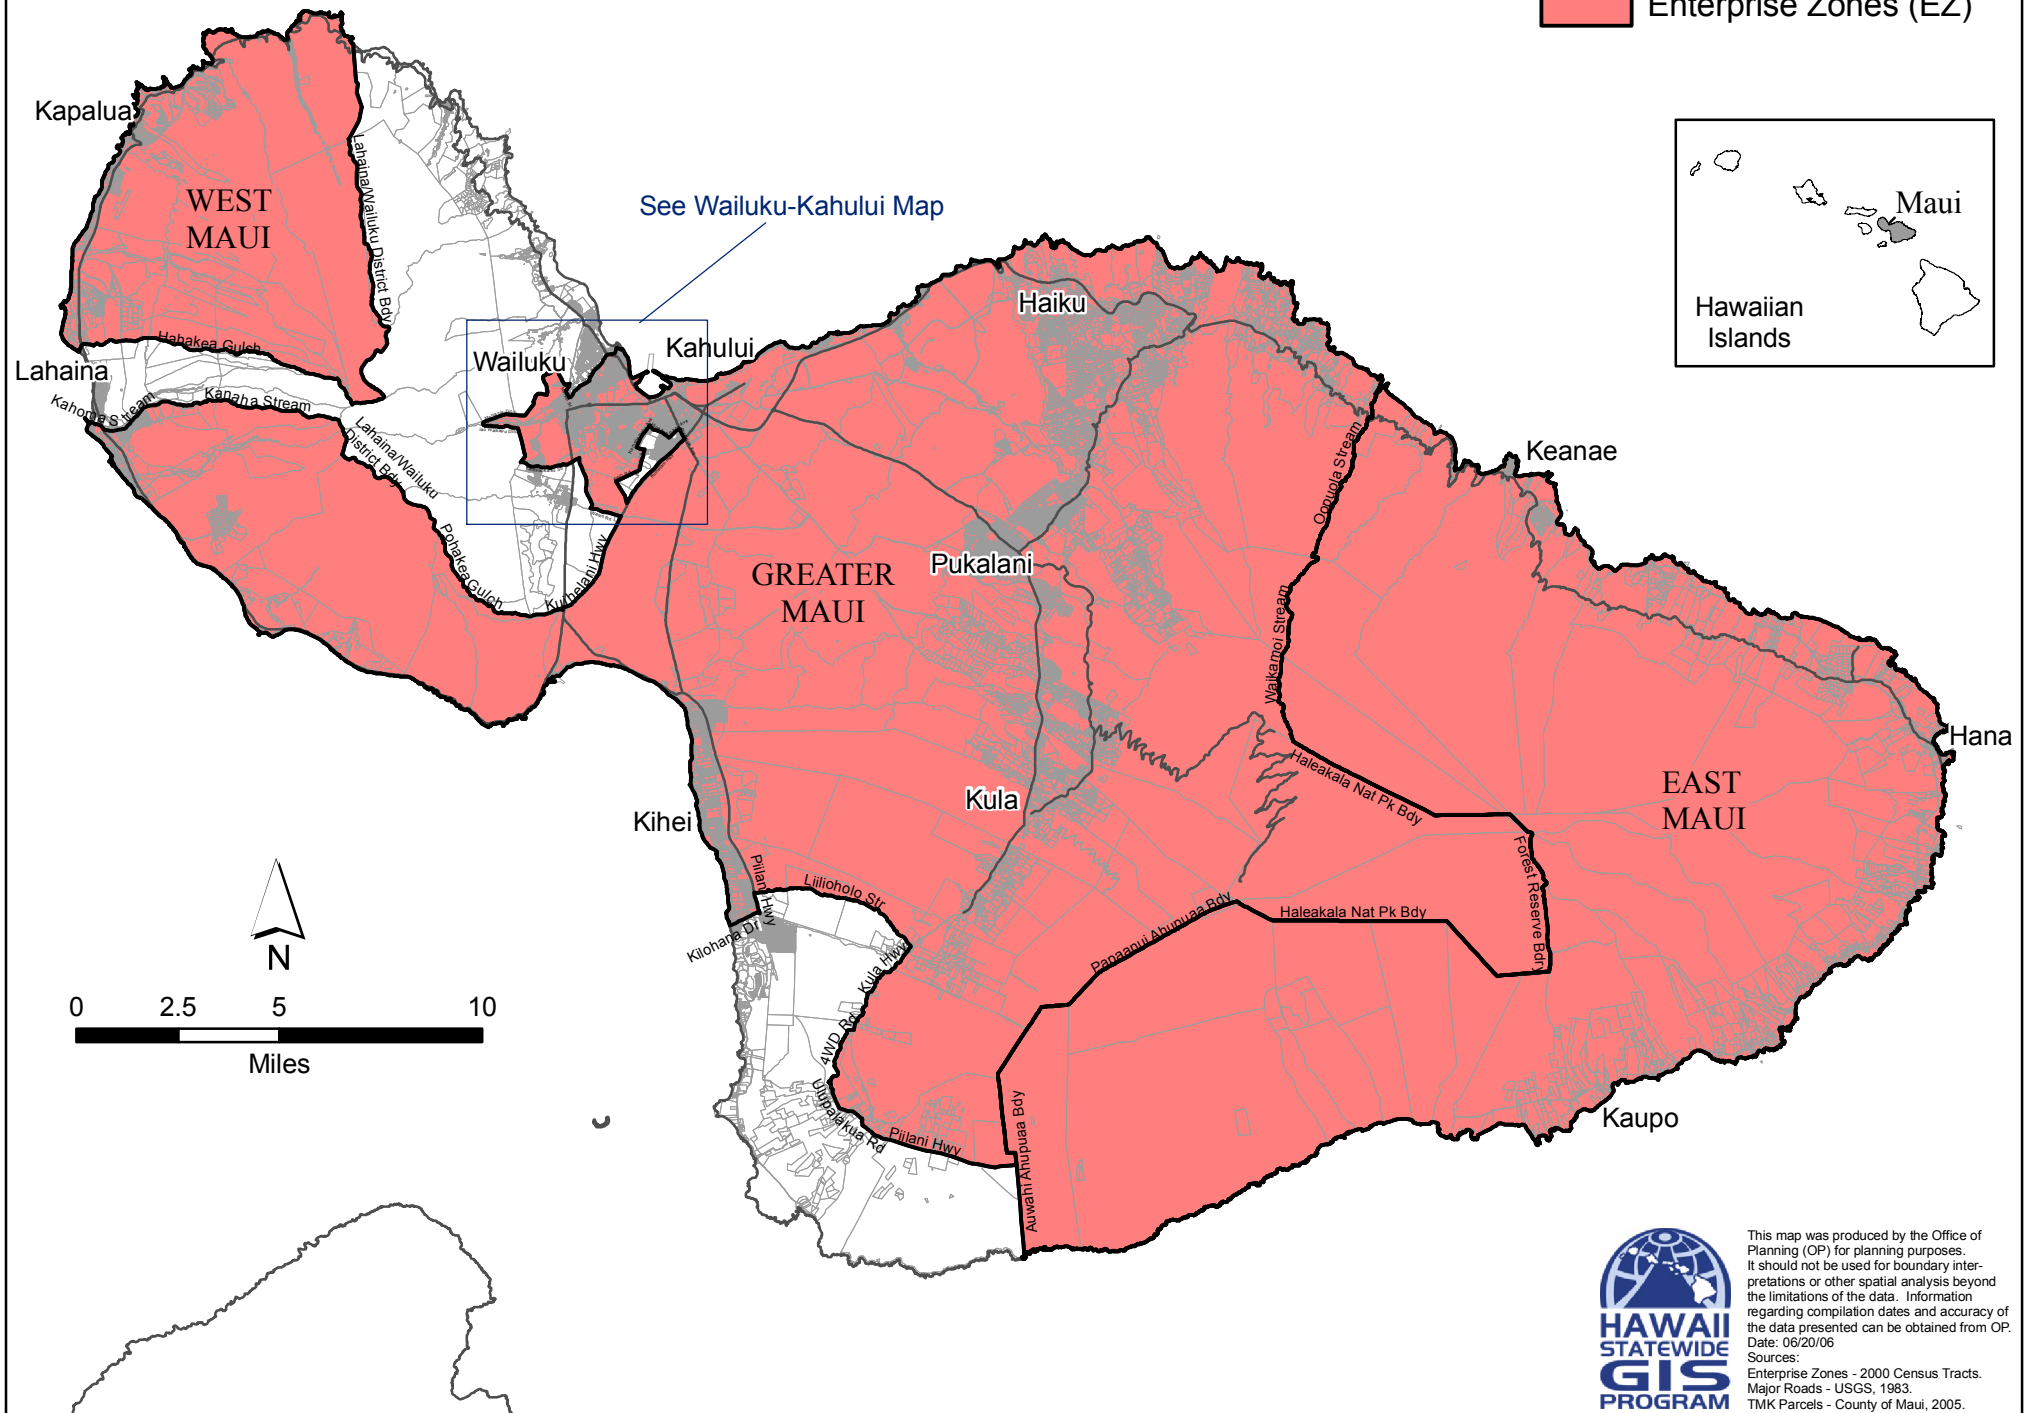 Enterprise Zones (EZ)
Kapalua
WEST
MAUI
Lahaina/Wailuku District Bdy
See Wailuku-Kahului Map
Maui
Hawaiian
Islands
Haiku
Hahakea Gulch
Lahaina
Kahoma Stream
Kanaha Stream
Wailuku
Kahului
Lahaina/Wailuku
District Bdy
Pohakea Gulch
Kuihelani Hwy
Keanae
Oopuola Stream
Pukalani
GREATER
MAUI
Waikamoi Stream
Hana
Haleakala Nat Pk Bdy
EAST
MAUI
Kula
Kihei
Piilani Hwy
Liilioholo Str
Forest Reserve Bdry
Haleakala Nat Pk Bdy
Papaanui Ahupuaa Bdy
Kilohana Dr
Kula Hwy
4WD Rd
Ulupalakua Rd
Piilani Hwy
Auwahi Ahupuaa Bdy
Kaupo
N
0 2.5 5 10
Miles
HAWAII
STATEWIDE
GIS
PROGRAM
This map was produced by the Office of
Planning (OP) for planning purposes.
It should not be used for boundary inter-
pretations or other spatial analysis beyond
the limitations of the data. Information
regarding compilation dates and accuracy of
the data presented can be obtained from OP.
Date: 06/20/06
Sources:
Enterprise Zones - 2000 Census Tracts.
Major Roads - USGS, 1983.
TMK Parcels - County of Maui, 2005.